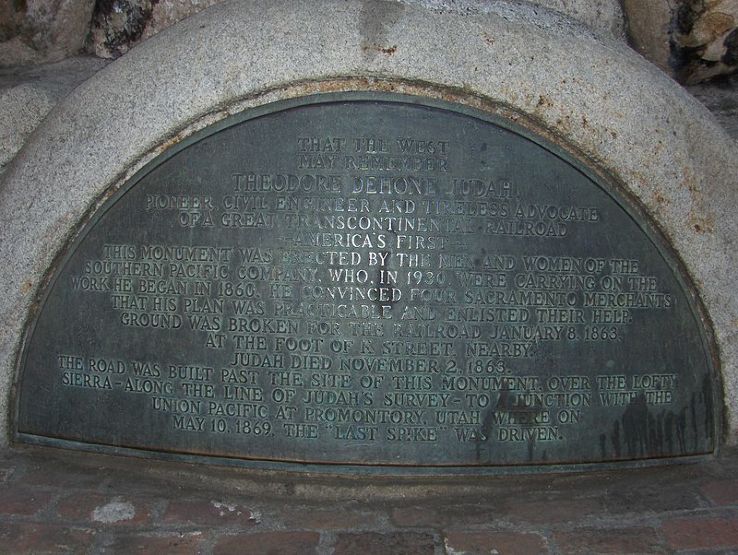 THAT THE WEST
MAY REMEMBER
THEODORE DEHONE JUDAH
PIONEER CIVIL ENGINEER AND TIRELESS ADVOCATE
OF A GREAT TRANSCONTINENTAL RAILROAD
-AMERICA'S FIRST-
THIS MONUMENT WAS ERECTED BY THE MEN AND WOMEN OF THE
SOUTHERN PACIFIC COMPANY, WHO, IN 1930, WERE CARRYING ON THE
WORK HE BEGAN IN 1860. HE CONVINCED FOUR SACRAMENTO MERCHANTS
THAT HIS PLAN WAS PRACTICABLE AND ENLISTED THEIR HELP.
GROUND WAS BROKEN FOR THE RAILROAD JANUARY 8, 1863,
AT THE FOOT OF K STREET, NEARBY.
JUDAH DIED NOVEMBER 2, 1863.
THE ROAD WAS BUILT PAST THE SITE OF THIS MONUMENT, OVER THE LOFTY
SIERRA-ALONG THE LINE OF JUDAH'S SURVEY-TO A JUNCTION WITH THE
UNION PACIFIC AT PROMONTORY, UTAH, WHERE ON
MAY 10, 1869, THE "LAST SPIKE" WAS DRIVEN.